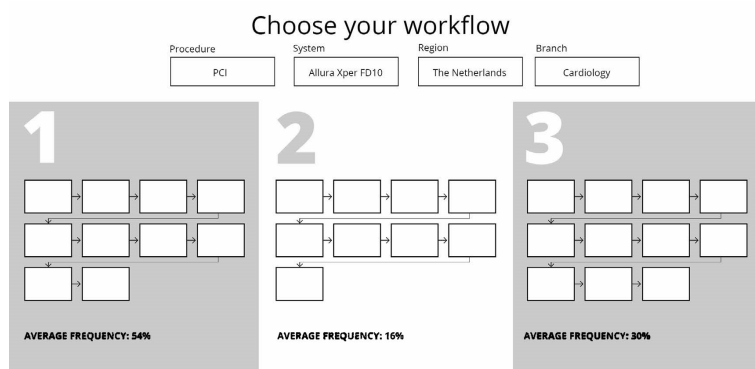 Choose your workflow
Procedure System Region Branch
PCI Allura Xper FD10 The Netherlands Cardiology
1 2 3
AVERAGE FREQUENCY: 54% AVERAGE FREQUENCY: 16% AVERAGE FREQUENCY: 30%